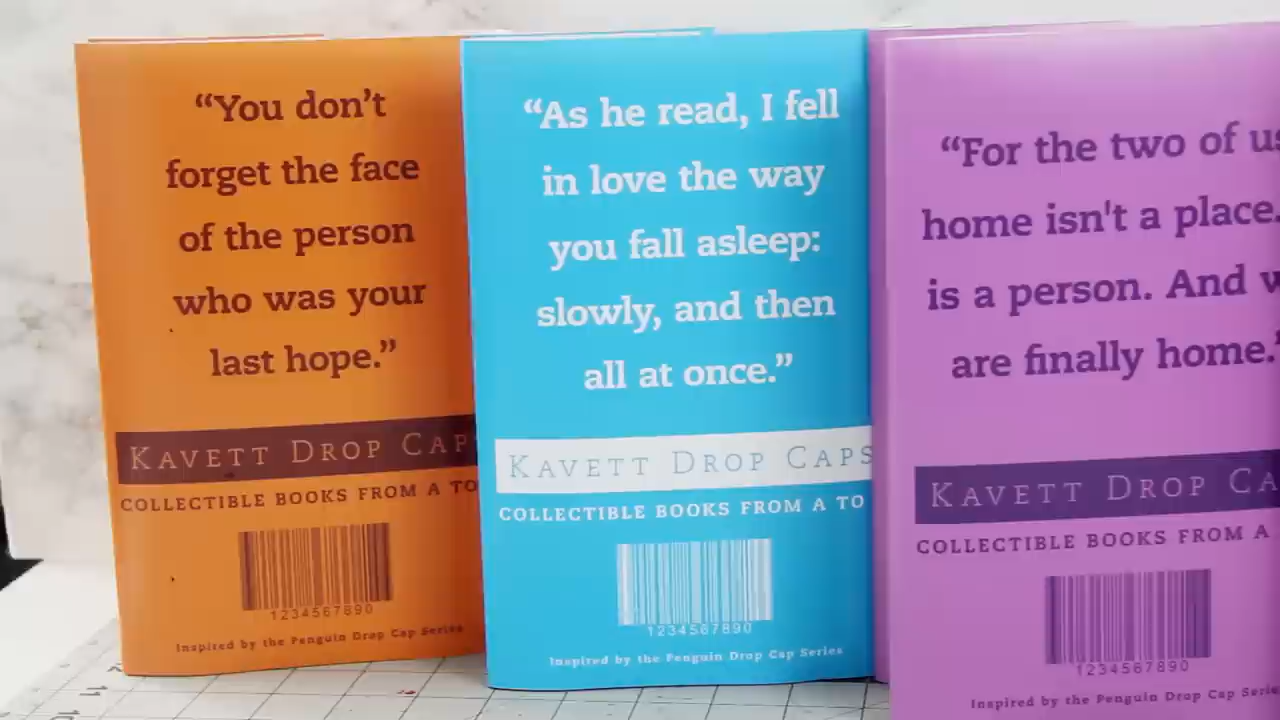 “You don’t
forget the face
of the person
who was your
last hope.”
KAVETT DROP CAP
COLLECTIBLE BOOKS FROM A TO
1234567890
Inspired by the Penguin Drop Cap Series
“As he read, I fell
in love the way
you fall asleep:
slowly, and then
all at once.”
KAVETT DROP CAPS
COLLECTIBLE BOOKS FROM A TO
1234567890
Inspired by the Penguin Drop Cap Series
“For the two of us
home isn't a place.
is a person. And w
are finally home.”
KAVETT DROP CA
COLLECTIBLE BOOKS FROM A
1234567890
Inspired by the Penguin Drop Cap Series
11